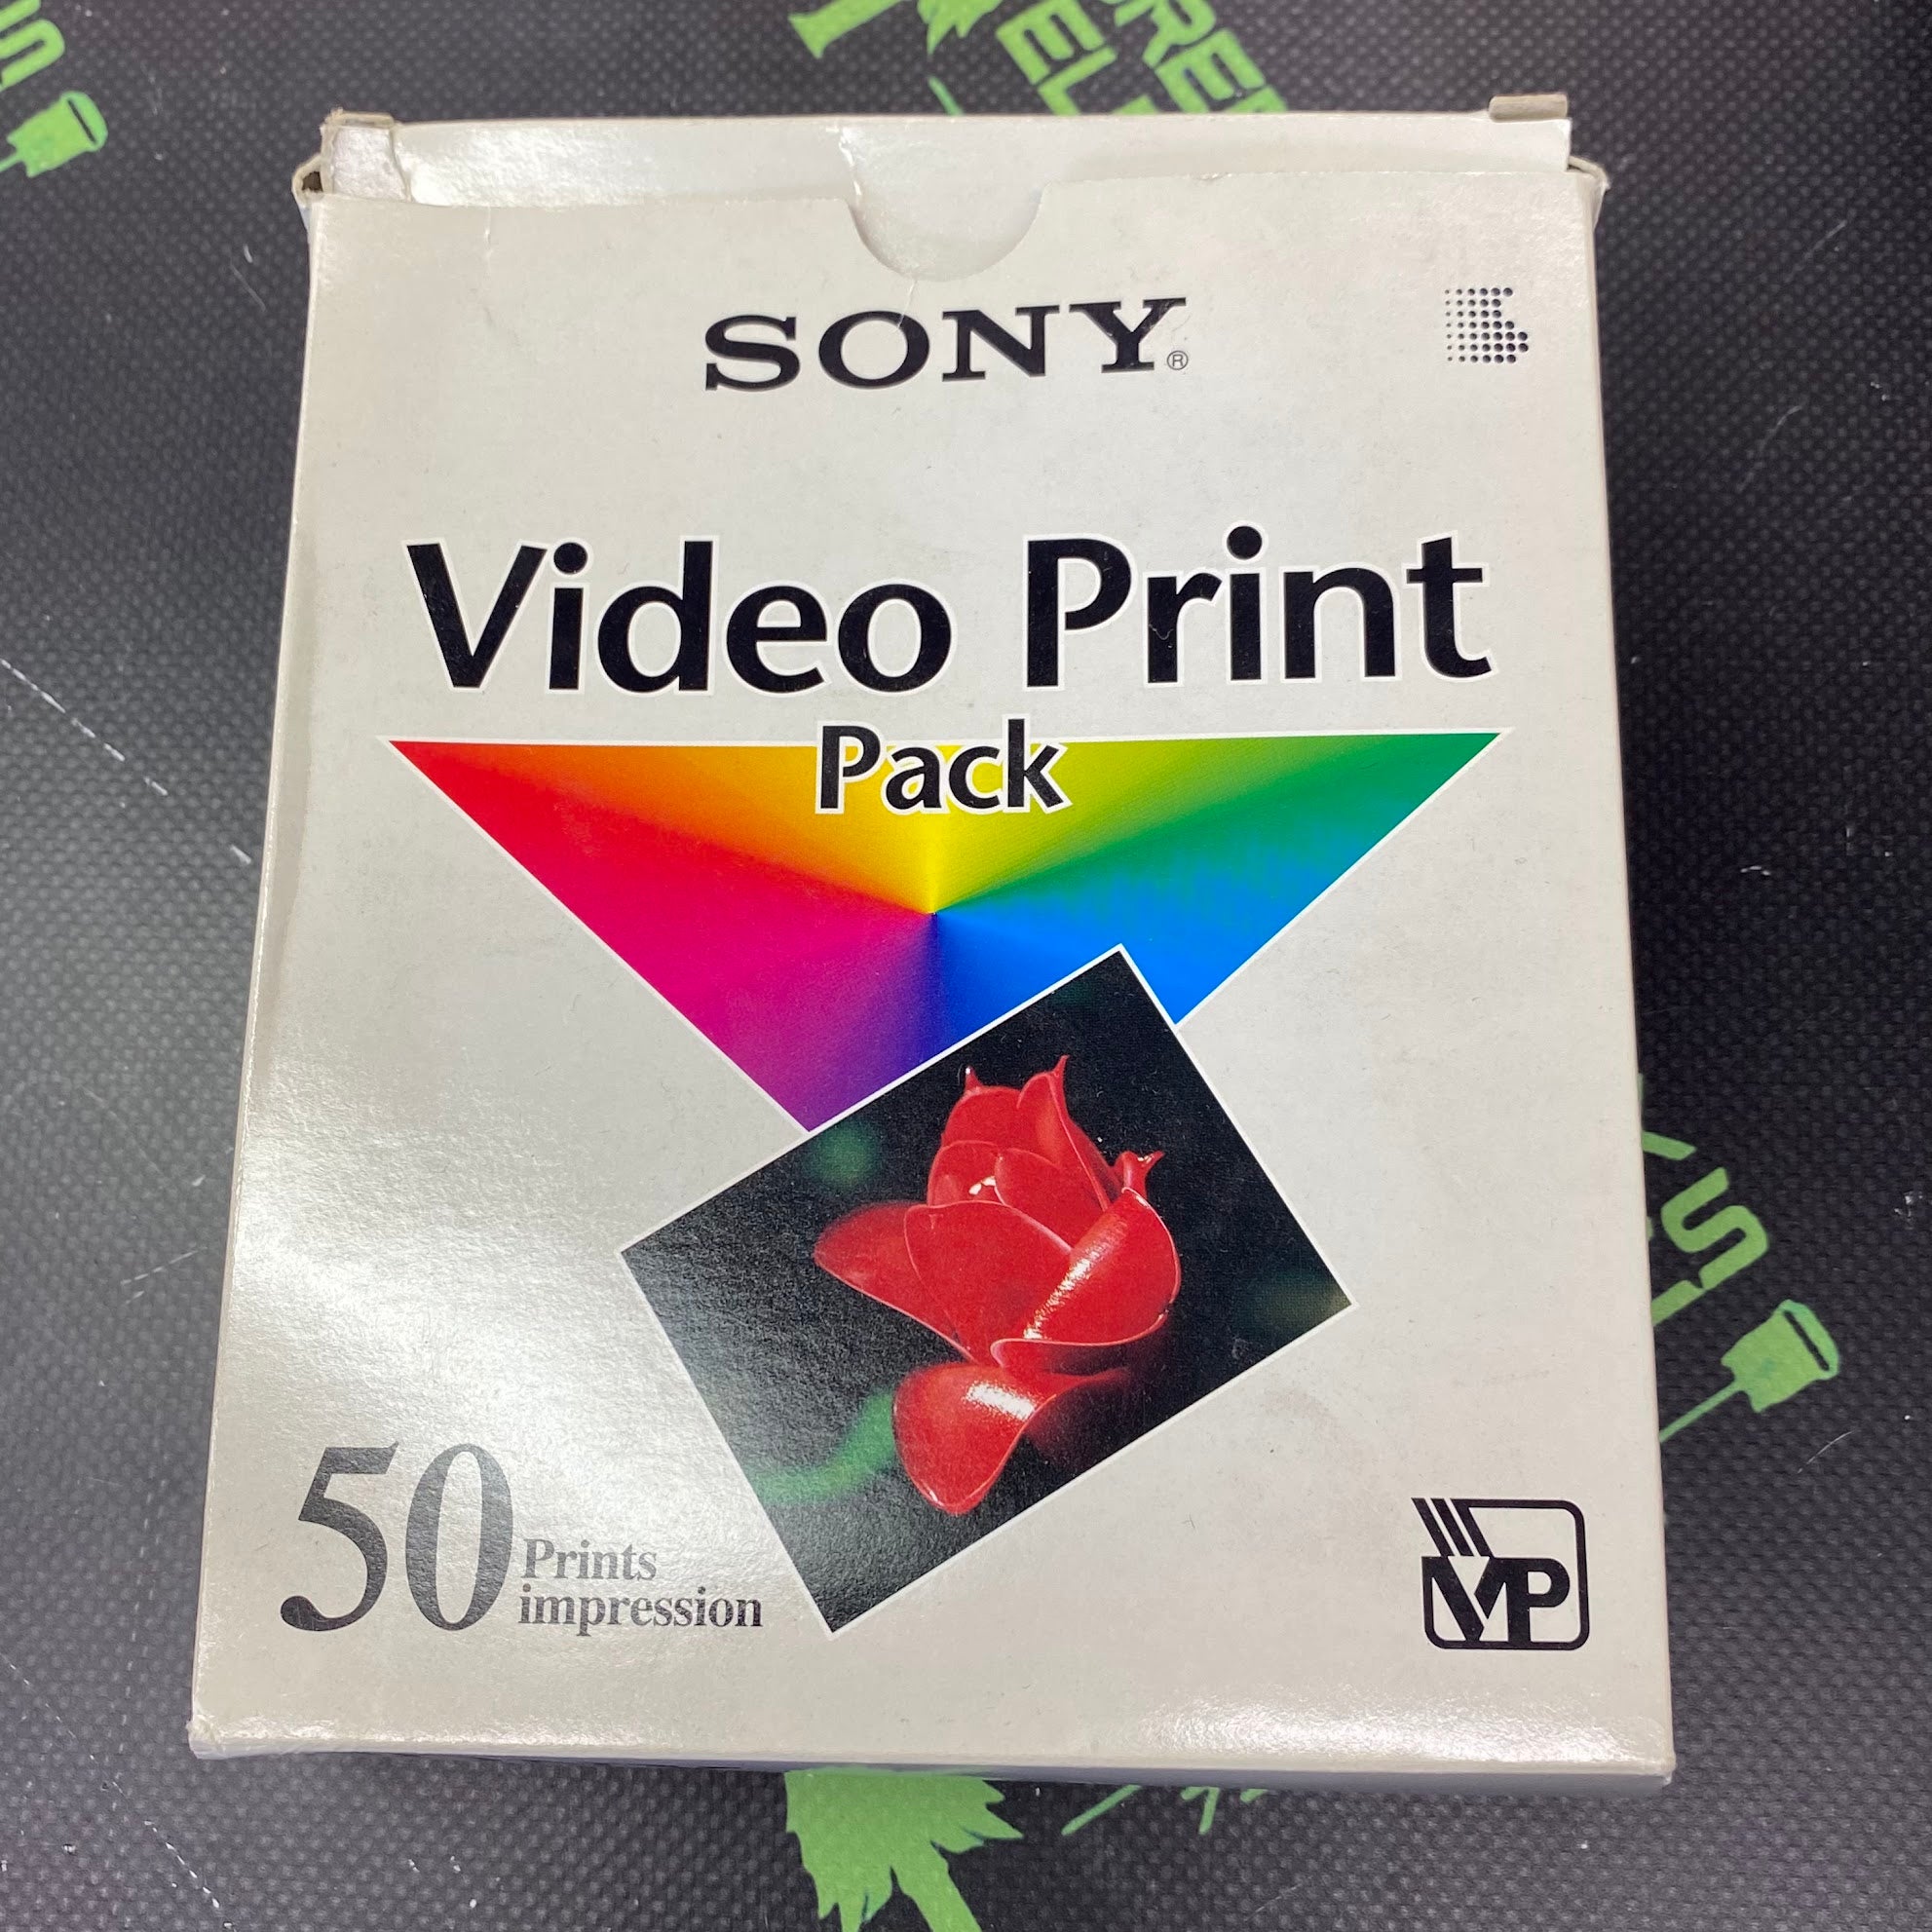 SONY®
Video Print
Pack
50 Prints
impression
VP